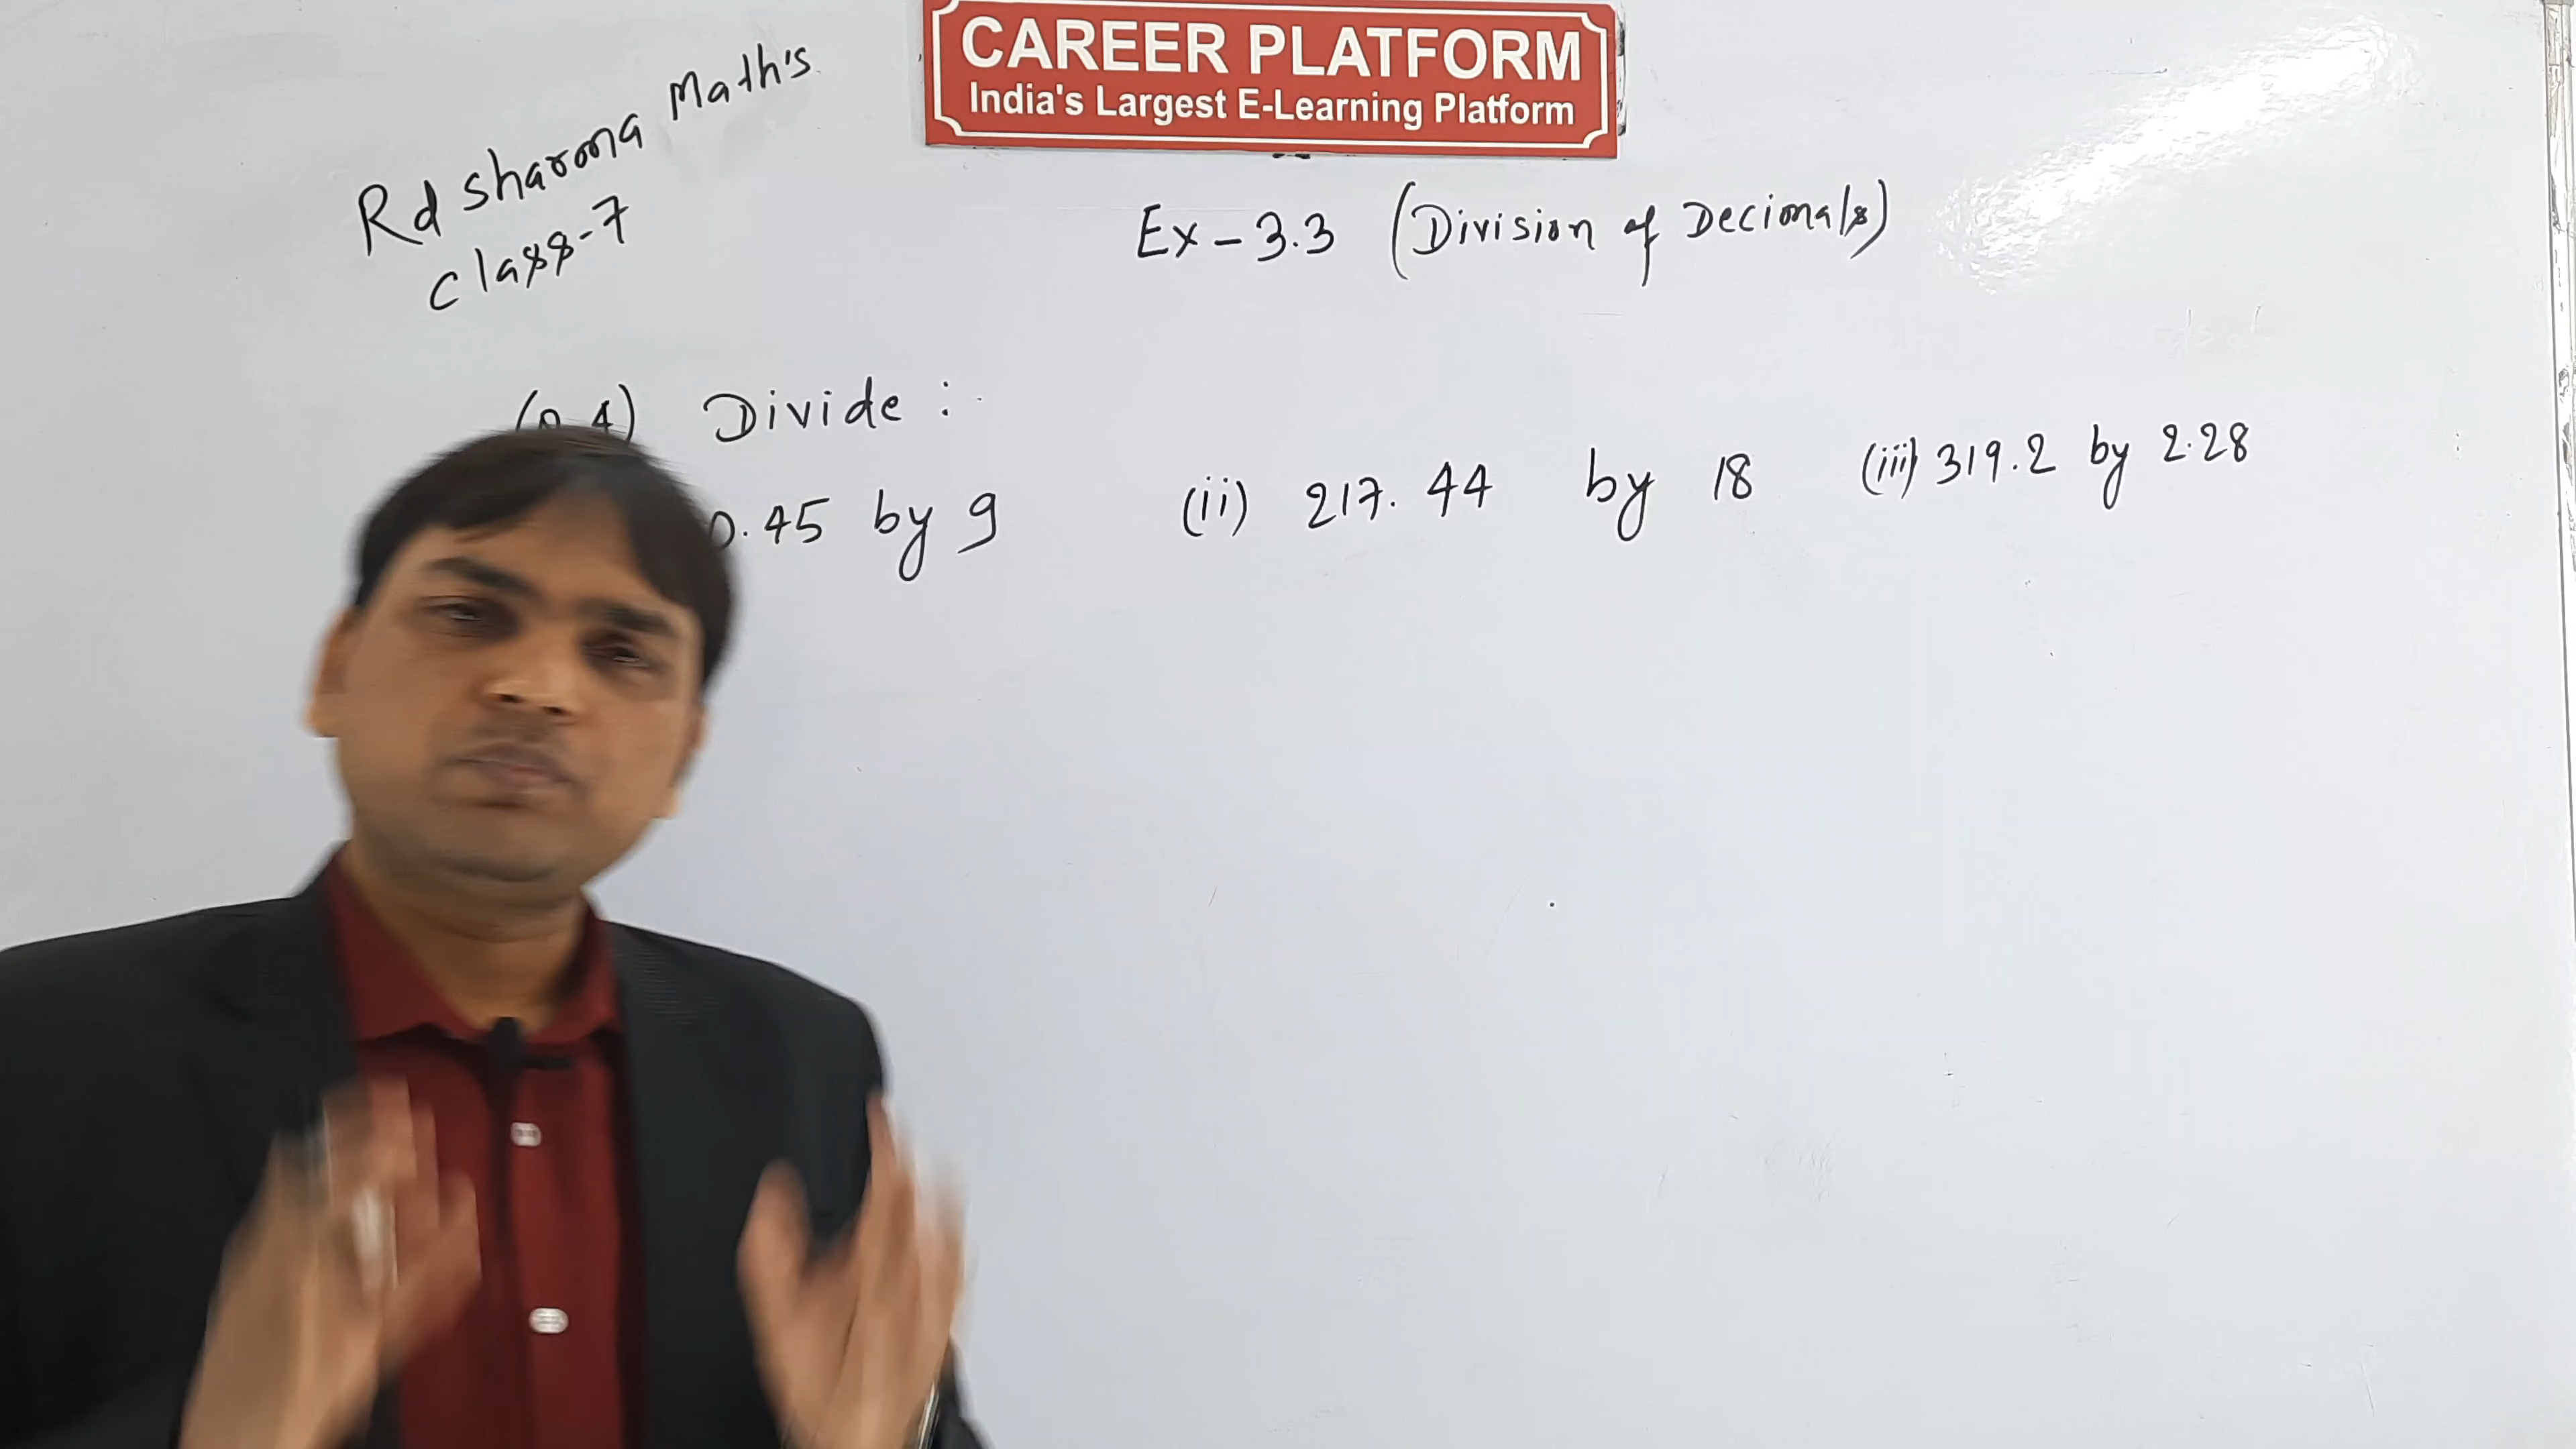 CAREER PLATFORM
India's Largest E-Learning Platform
Rd sharma Math's
class-7
Ex-3.3 (Division of Decimals)
Divide :
0.45 by 9 (ii) 217.44 by 18 (iii) 319.2 by 2.28